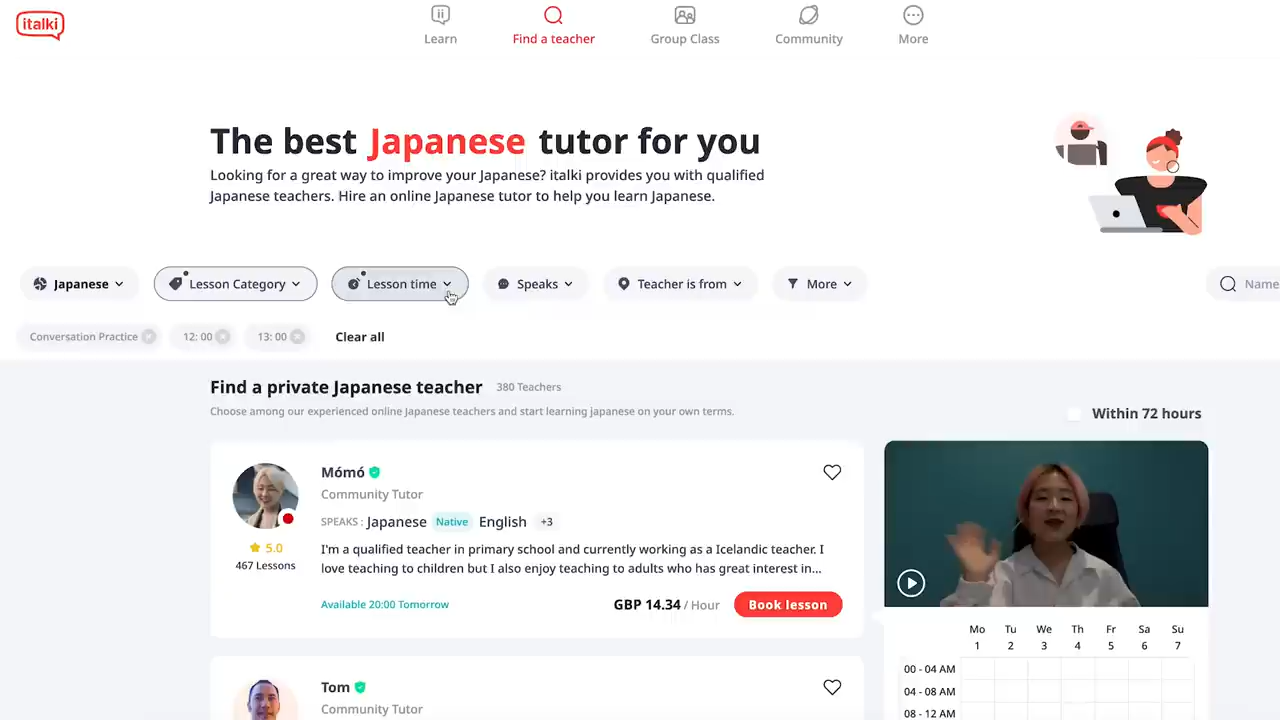 italki
ii
Learn
Find a teacher
Group Class
Community
More
The best Japanese tutor for you
Looking for a great way to improve your Japanese? italki provides you with qualified
Japanese teachers. Hire an online Japanese tutor to help you learn Japanese.
Japanese
Lesson Category
Lesson time
Speaks
Teacher is from
More
Name
Conversation Practice
12: 00
13: 00
Clear all
Find a private Japanese teacher
380 Teachers
Choose among our experienced online Japanese teachers and start learning japanese on your own terms.
Within 72 hours
Mómó
Community Tutor
SPEAKS : Japanese Native English +3
5.0
467 Lessons
I'm a qualified teacher in primary school and currently working as a Icelandic teacher. I
love teaching to children but I also enjoy teaching to adults who has great interest in...
Available 20:00 Tomorrow
GBP 14.34 / Hour
Book lesson
Mo Tu We Th Fr Sa Su
1 2 3 4 5 6 7
00 - 04 AM
04 - 08 AM
08 - 12 AM
Tom
Community Tutor